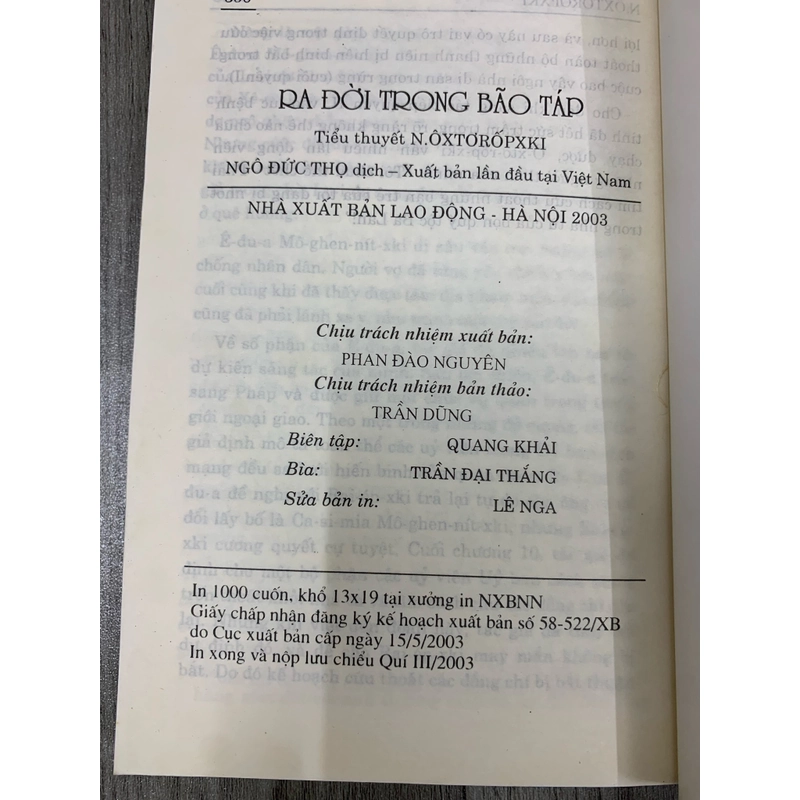 RA ĐỜI TRONG BÃO TÁP
Tiểu thuyết N.ÔXTƠRỐPXKI
NGÔ ĐỨC THỌ dịch – Xuất bản lần đầu tại Việt Nam
NHÀ XUẤT BẢN LAO ĐỘNG - HÀ NỘI 2003
Chịu trách nhiệm xuất bản:
PHAN ĐÀO NGUYÊN
Chịu trách nhiệm bản thảo:
TRẦN DŨNG
Biên tập: QUANG KHẢI
Bìa: TRẦN ĐẠI THẮNG
Sửa bản in: LÊ NGA
In 1000 cuốn, khổ 13x19 tại xưởng in NXBNN
Giấy chấp nhận đăng ký kế hoạch xuất bản số 58-522/XB
do Cục xuất bản cấp ngày 15/5/2003
In xong và nộp lưu chiểu Quí III/2003